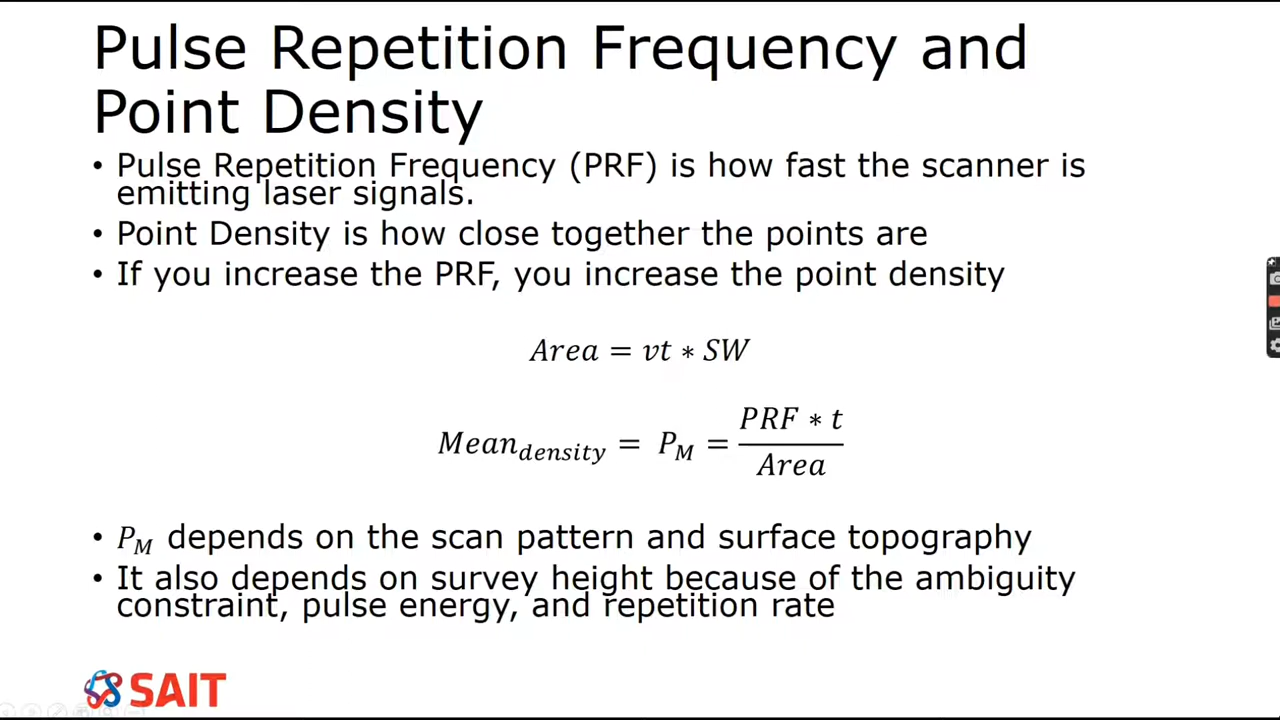 Pulse Repetition Frequency and
Point Density
• Pulse Repetition Frequency (PRF) is how fast the scanner is
emitting laser signals.
• Point Density is how close together the points are
• If you increase the PRF, you increase the point density
Area = vt ∗ SW
Mean_density = P_M = (PRF ∗ t) / Area
• P_M depends on the scan pattern and surface topography
• It also depends on survey height because of the ambiguity
constraint, pulse energy, and repetition rate
SAIT